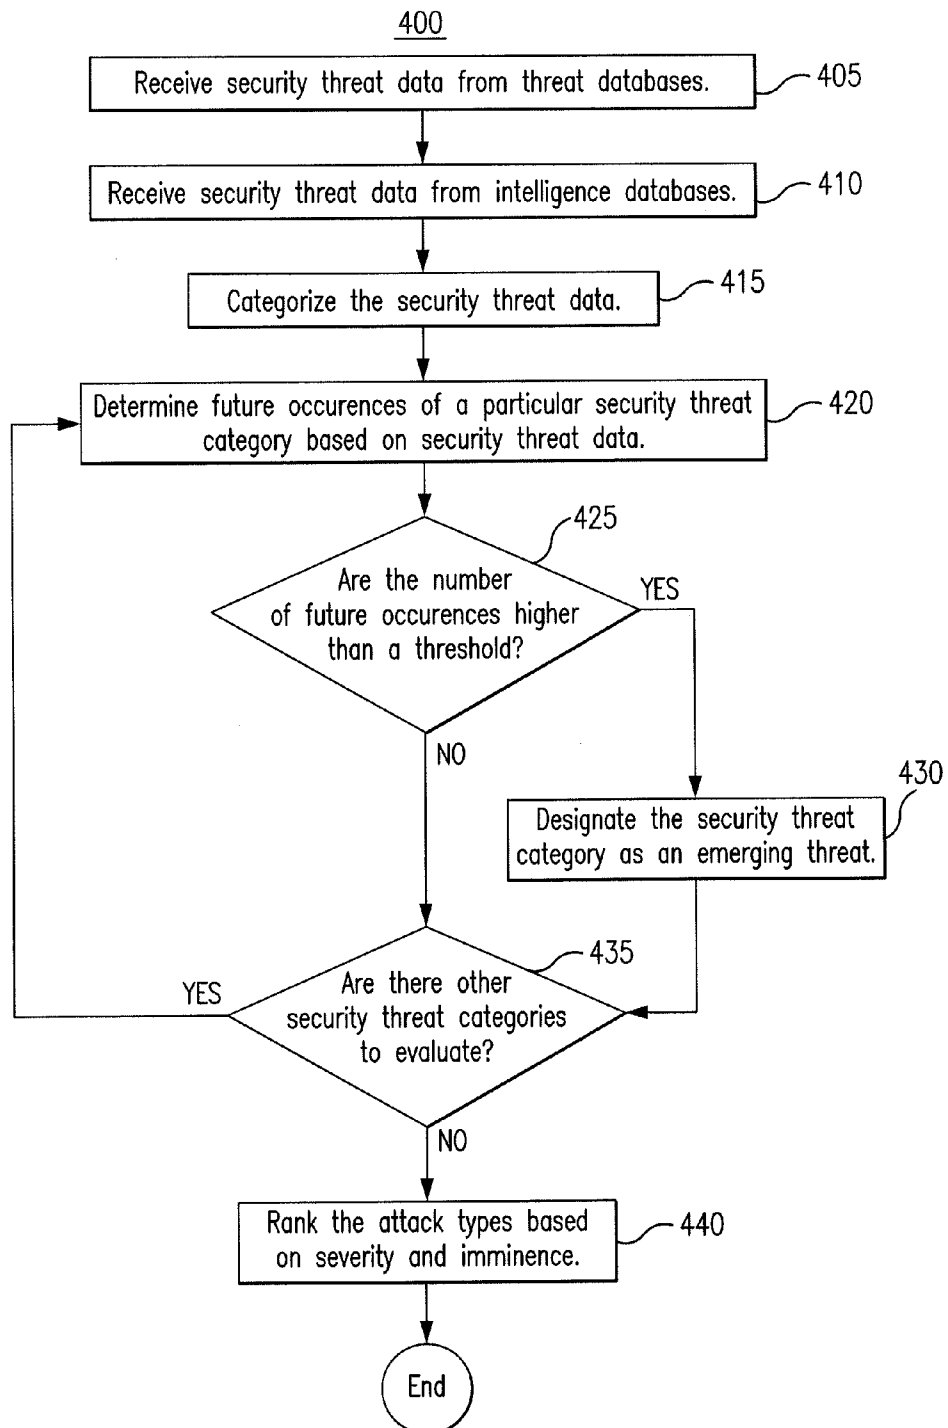 400
Receive security threat data from threat databases.
405
Receive security threat data from intelligence databases.
410
Categorize the security threat data.
415
Determine future occurences of a particular security threat
category based on security threat data.
420
425
Are the number
of future occurences higher
than a threshold?
YES
NO
430
Designate the security threat
category as an emerging threat.
435
Are there other
security threat categories
to evaluate?
YES
NO
Rank the attack types based
on severity and imminence.
440
End